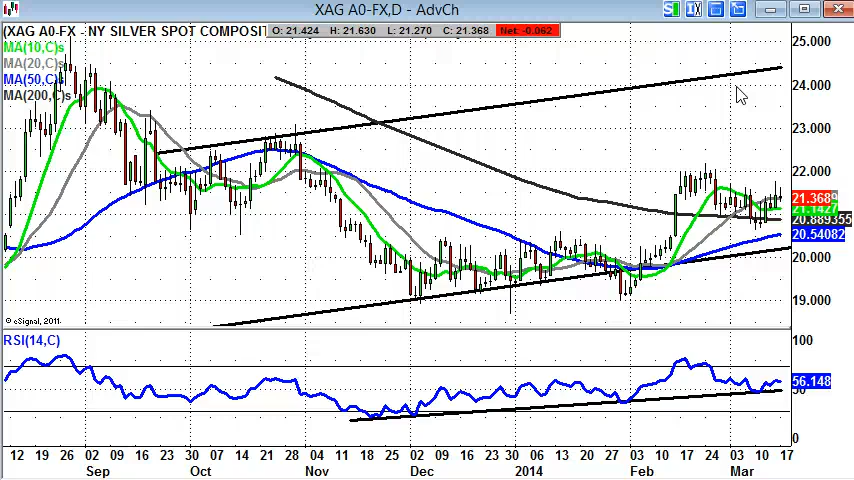 XAG A0-FX,D - AdvCh
(XAG A0-FX - NY SILVER SPOT COMPOSIT
O: 21.424 H: 21.630 L: 21.270 C: 21.368 Net: -0.062
MA(10,C)s
MA(20,C)s
MA(50,C)s
MA(200,C)s
25.000
24.000
23.000
22.000
21.3689
21.1427
20.889355
20.54082
20.000
19.000
© eSignal, 2011
RSI(14,C)
100
56.148
50
0
12 19 26 02 09 16 23 30 07 14 21 28 04 11 18 25 02 09 16 23 30 06 13 20 27 03 10 17 24 03 10 17
Sep Oct Nov Dec 2014 Feb Mar